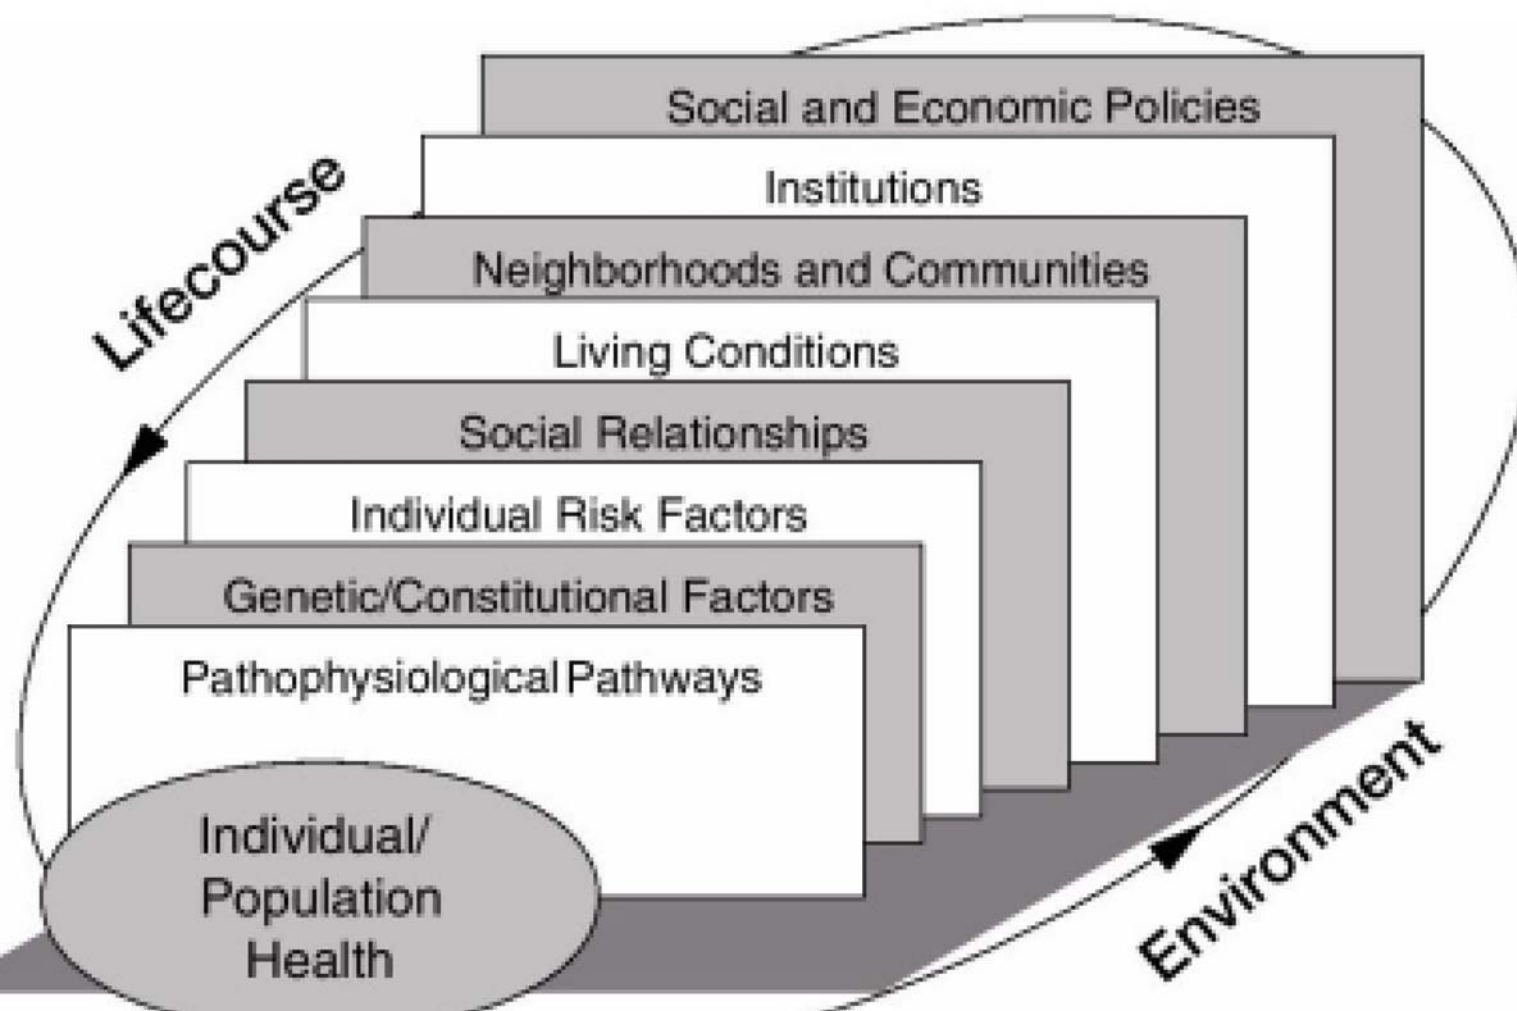 Social and Economic Policies
Institutions
Neighborhoods and Communities
Living Conditions
Social Relationships
Individual Risk Factors
Genetic/Constitutional Factors
Pathophysiological Pathways
Individual/
Population
Health
Lifecourse
Environment